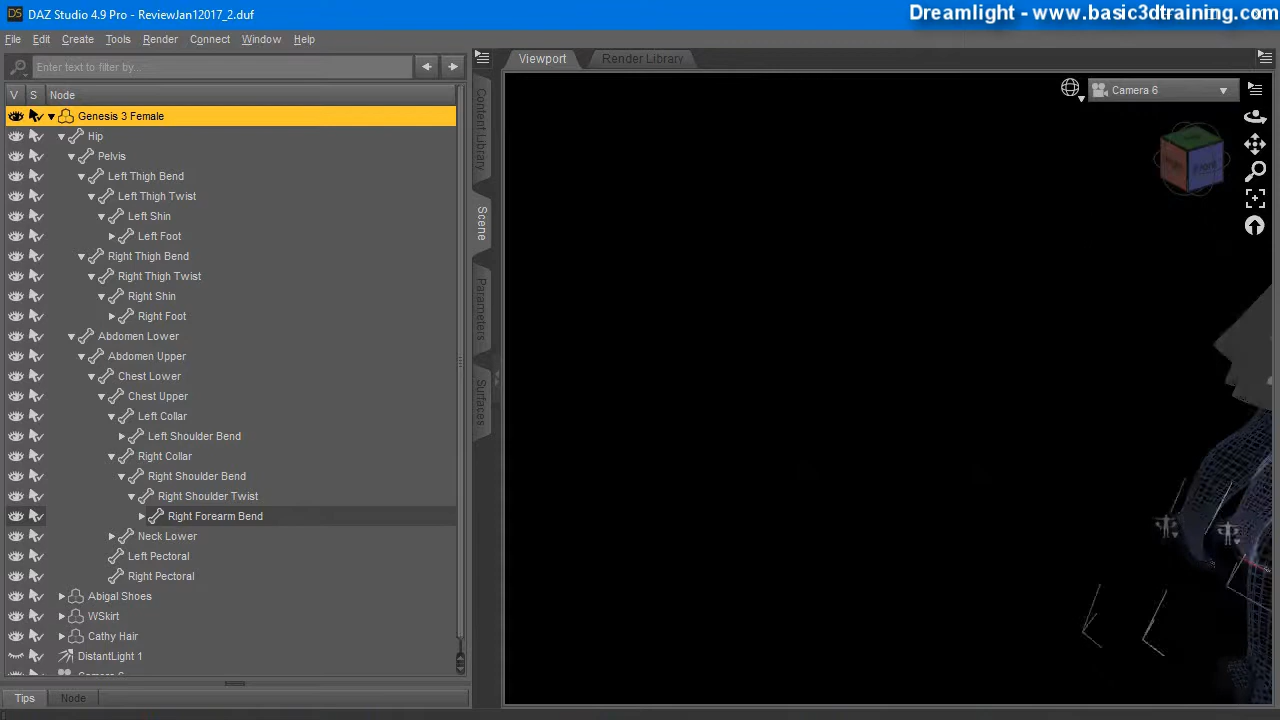 DS DAZ Studio 4.9 Pro - ReviewJan12017_2.duf
Dreamlight - www.basic3dtraining.com
File Edit Create Tools Render Connect Window Help
Enter text to filter by...
V S Node
Genesis 3 Female
Hip
Pelvis
Left Thigh Bend
Left Thigh Twist
Left Shin
Left Foot
Right Thigh Bend
Right Thigh Twist
Right Shin
Right Foot
Abdomen Lower
Abdomen Upper
Chest Lower
Chest Upper
Left Collar
Left Shoulder Bend
Right Collar
Right Shoulder Bend
Right Shoulder Twist
Right Forearm Bend
Neck Lower
Left Pectoral
Right Pectoral
Abigal Shoes
WSkirt
Cathy Hair
DistantLight 1
Tips Node
Content Library
Scene
Parameters
Surfaces
Viewport Render Library
Camera 6